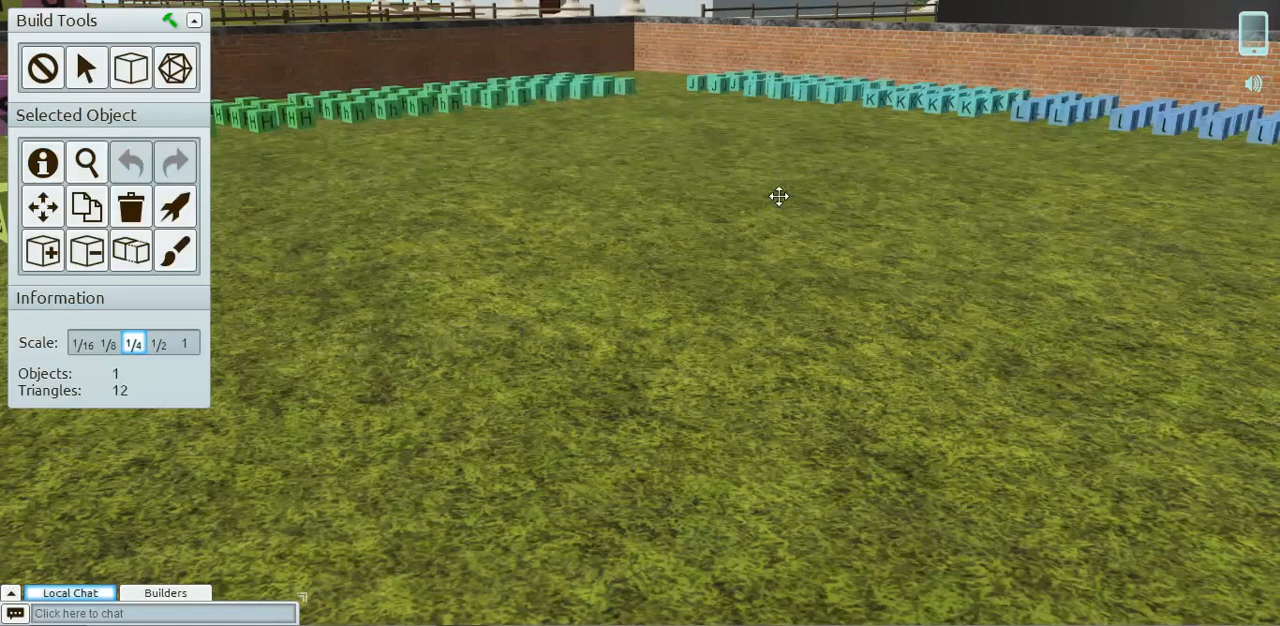 Build Tools
Selected Object
Information
Scale: 1/16 1/8 1/4 1/2 1
Objects: 1
Triangles: 12
H H H H H
h h h h h h h
I I
J J J J
K K K K K K K
L L
l l l l
Local Chat
Builders
Click here to chat